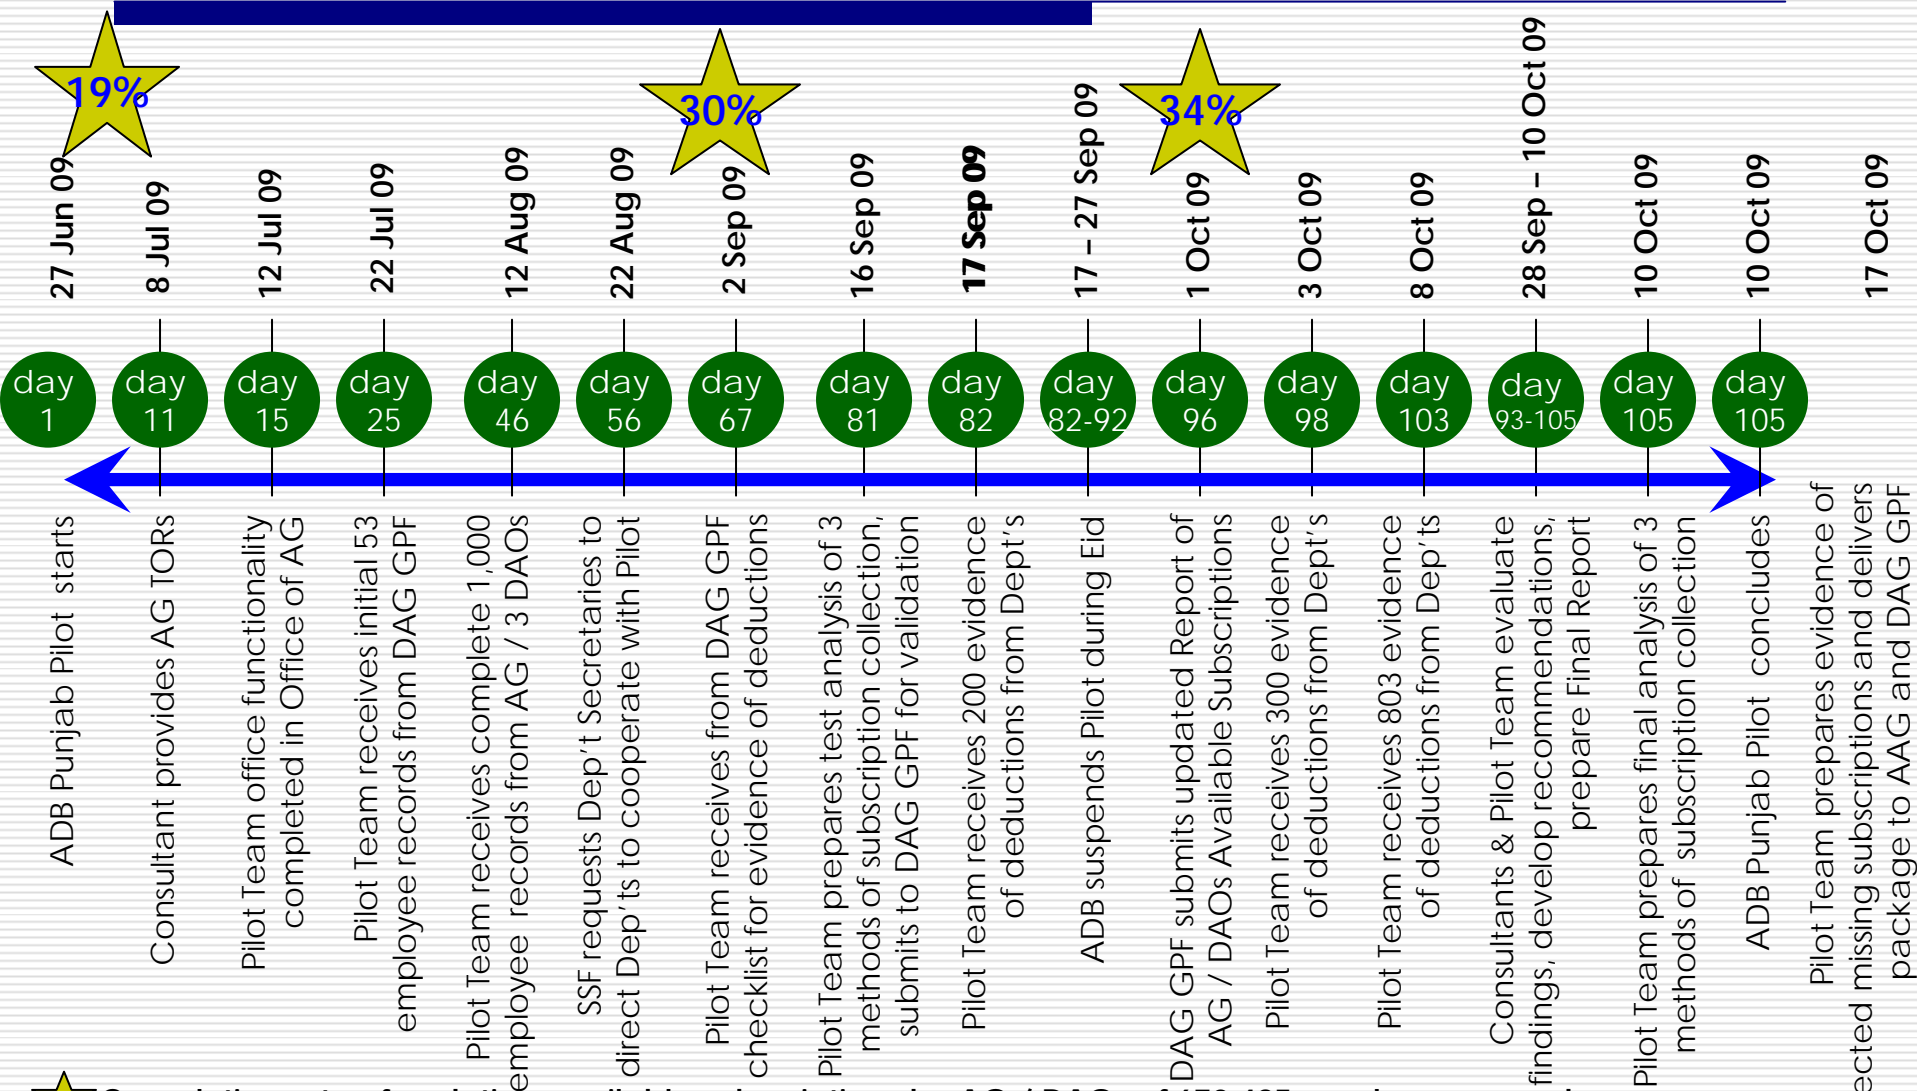 19%
30%
34%
27 Jun 09
8 Jul 09
12 Jul 09
22 Jul 09
12 Aug 09
22 Aug 09
2 Sep 09
16 Sep 09
17 Sep 09
17 – 27 Sep 09
1 Oct 09
3 Oct 09
8 Oct 09
28 Sep – 10 Oct 09
10 Oct 09
10 Oct 09
17 Oct 09
day
1
day
11
day
15
day
25
day
46
day
56
day
67
day
81
day
82
day
82-92
day
96
day
98
day
103
day
93-105
day
105
day
105
ADB Punjab Pilot starts
Consultant provides AG TORs
Pilot Team office functionality
completed in Office of AG
Pilot Team receives initial 53
employee records from DAG GPF
Pilot Team receives complete 1,000
employee records from AG / 3 DAOs
SSF requests Dep't Secretaries to
direct Dep'ts to cooperate with Pilot
Pilot Team receives from DAG GPF
checklist for evidence of deductions
Pilot Team prepares test analysis of 3
methods of subscription collection,
submits to DAG GPF for validation
Pilot Team receives 200 evidence
of deductions from Dept's
ADB suspends Pilot during Eid
DAG GPF submits updated Report of
AG / DAOs Available Subscriptions
Pilot Team receives 300 evidence
of deductions from Dept's
Pilot Team receives 803 evidence
of deductions from Dep'ts
Consultants & Pilot Team evaluate
findings, develop recommendations,
prepare Final Report
Pilot Team prepares final analysis of 3
methods of subscription collection
ADB Punjab Pilot concludes
Pilot Team prepares evidence of
missing subscriptions and delivers
package to AAG and DAG GPF